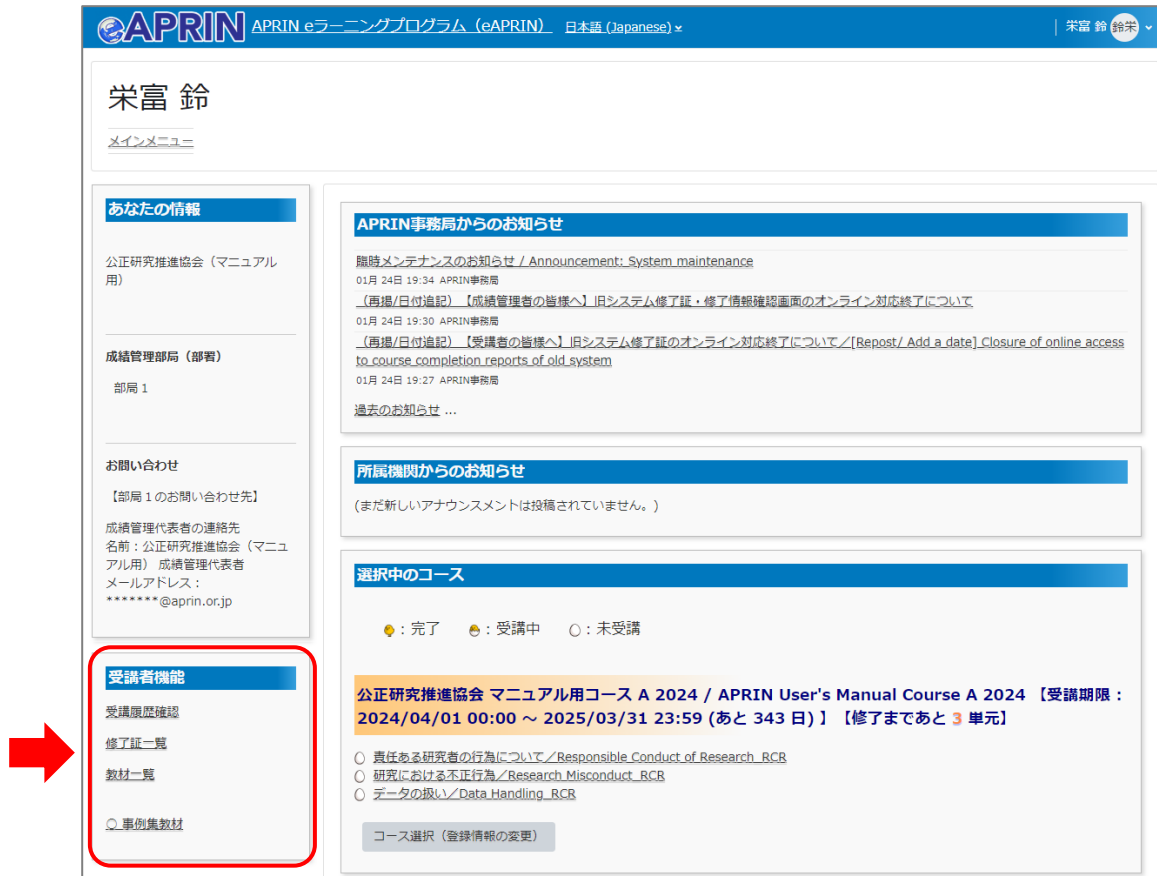 APRIN APRIN eラーニングプログラム（eAPRIN） 日本語 (Japanese) 栄富 鈴 鈴栄
栄富 鈴
メインメニュー
あなたの情報
公正研究推進協会（マニュアル
用）
成績管理部局（部署）
部局 1
お問い合わせ
【部局 1 のお問い合わせ先】
成績管理代表者の連絡先
名前：公正研究推進協会（マニュ
アル用） 成績管理代表者
メールアドレス：
*******@aprin.or.jp
受講者機能
受講履歴確認
修了証一覧
教材一覧
○ 事例集教材
APRIN事務局からのお知らせ
臨時メンテナンスのお知らせ / Announcement: System maintenance
01月 24日 19:34 APRIN事務局
（再掲/日付追記）【成績管理者の皆様へ】旧システム修了証・修了情報確認画面のオンライン対応終了について
01月 24日 19:30 APRIN事務局
（再掲/日付追記）【受講者の皆様へ】旧システム修了証のオンライン対応終了について／[Repost/ Add a date] Closure of online access
to course completion reports of old system
01月 24日 19:27 APRIN事務局
過去のお知らせ ...
所属機関からのお知らせ
(まだ新しいアナウンスメントは投稿されていません。)
選択中のコース
：完了 ：受講中 ：未受講
公正研究推進協会 マニュアル用コース A 2024 / APRIN User's Manual Course A 2024 【受講期限：
2024/04/01 00:00 ～ 2025/03/31 23:59 (あと 343 日) 】【修了まであと 3 単元】
責任ある研究者の行為について／Responsible Conduct of Research_RCR
研究における不正行為／Research Misconduct_RCR
データの扱い／Data Handling_RCR
コース選択（登録情報の変更）